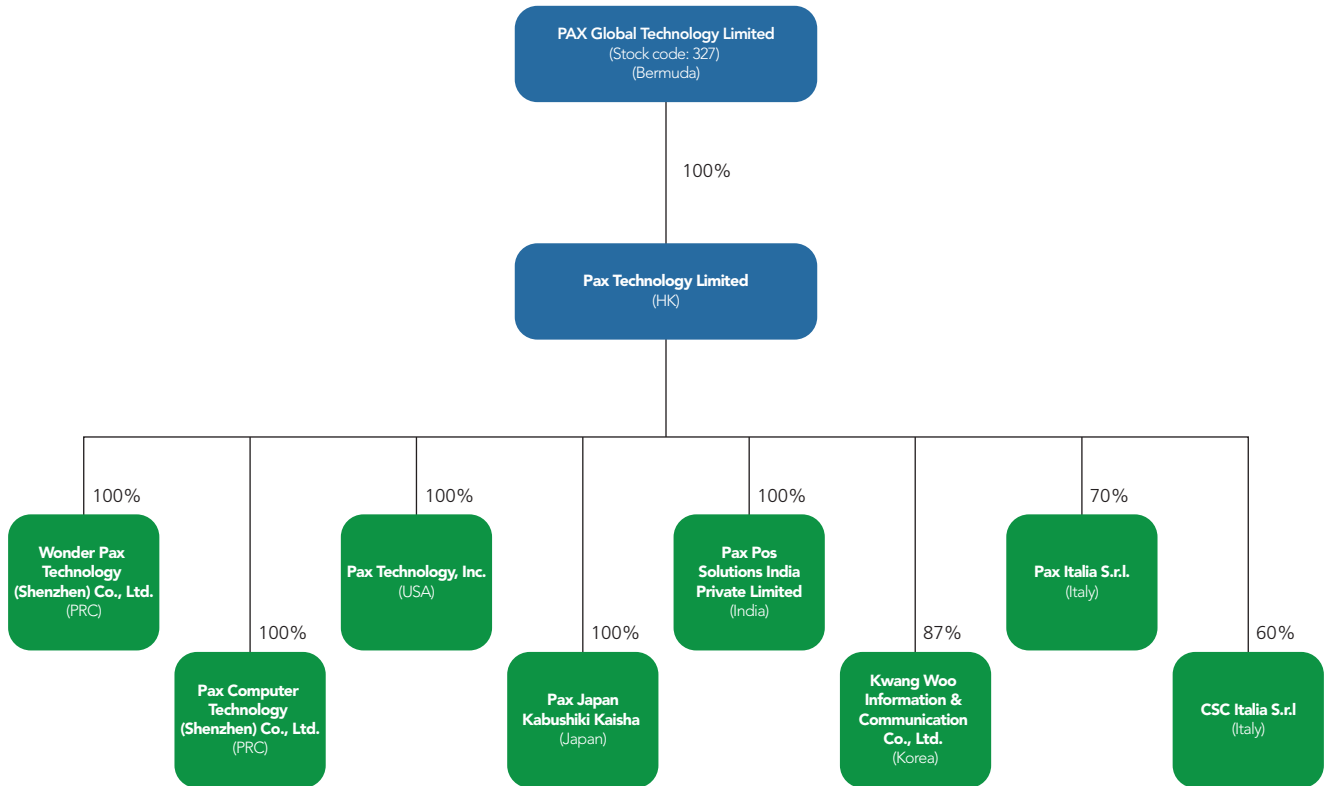 PAX Global Technology Limited
(Stock code: 327)
(Bermuda)
100%
Pax Technology Limited
(HK)
100%
Wonder Pax
Technology
(Shenzhen) Co., Ltd.
(PRC)
100%
Pax Computer
Technology
(Shenzhen) Co., Ltd.
(PRC)
100%
Pax Technology, Inc.
(USA)
100%
Pax Japan
Kabushiki Kaisha
(Japan)
100%
Pax Pos
Solutions India
Private Limited
(India)
87%
Kwang Woo
Information &
Communication
Co., Ltd.
(Korea)
70%
Pax Italia S.r.l.
(Italy)
60%
CSC Italia S.r.l
(Italy)